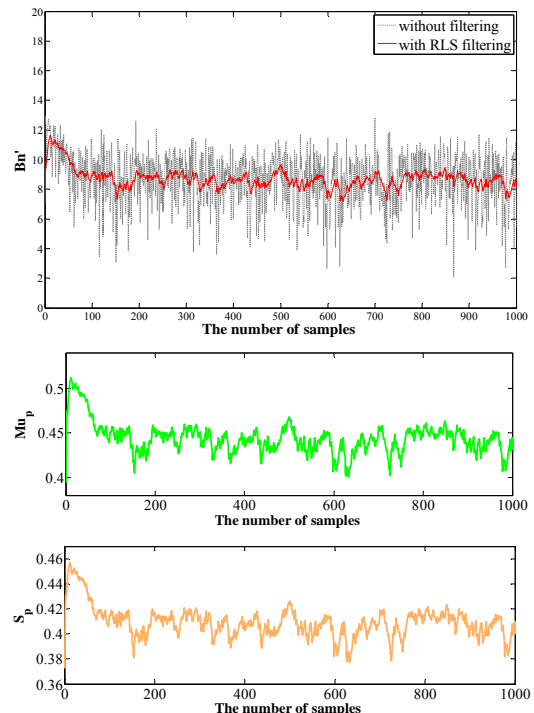 20
18
16
14
12
10
8
6
4
2
0
Bn'
without filtering
with RLS filtering
0 100 200 300 400 500 600 700 800 900 1000
The number of samples
0.5
0.45
0.4
Mu_p
0 200 400 600 800 1000
The number of samples
0.46
0.44
0.42
0.4
0.38
0.36
S_p
0 200 400 600 800 1000
The number of samples